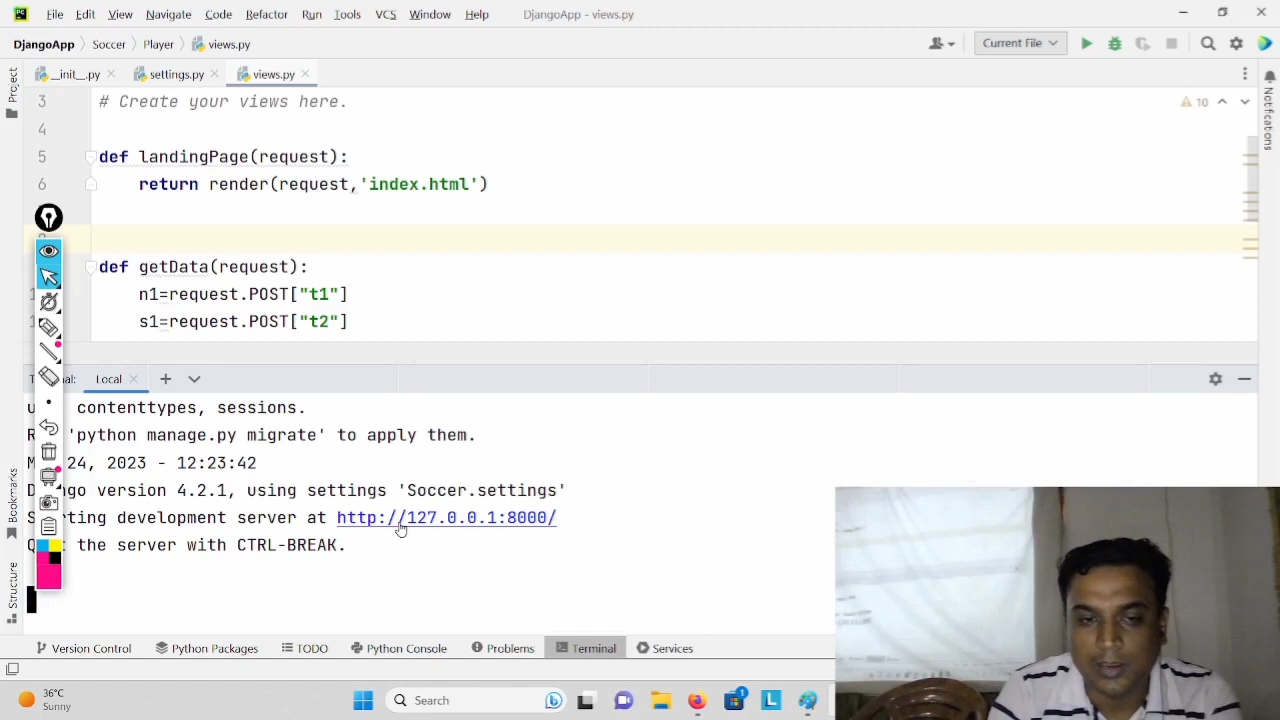 PC File Edit View Navigate Code Refactor Run Tools VCS Window Help DjangoApp - views.py
DjangoApp Soccer Player views.py Current File
Project
__init__.py settings.py views.py
Notifications
3 # Create your views here. 10
4
5 def landingPage(request):
6 return render(request,'index.html')
def getData(request):
n1=request.POST["t1"]
s1=request.POST["t2"]
Local
contenttypes, sessions.
'python manage.py migrate' to apply them.
24, 2023 - 12:23:42
version 4.2.1, using settings 'Soccer.settings'
development server at http://127.0.0.1:8000/
the server with CTRL-BREAK.
Bookmarks
Structure
Version Control Python Packages TODO Python Console Problems Terminal Services
36°C
Sunny
Search